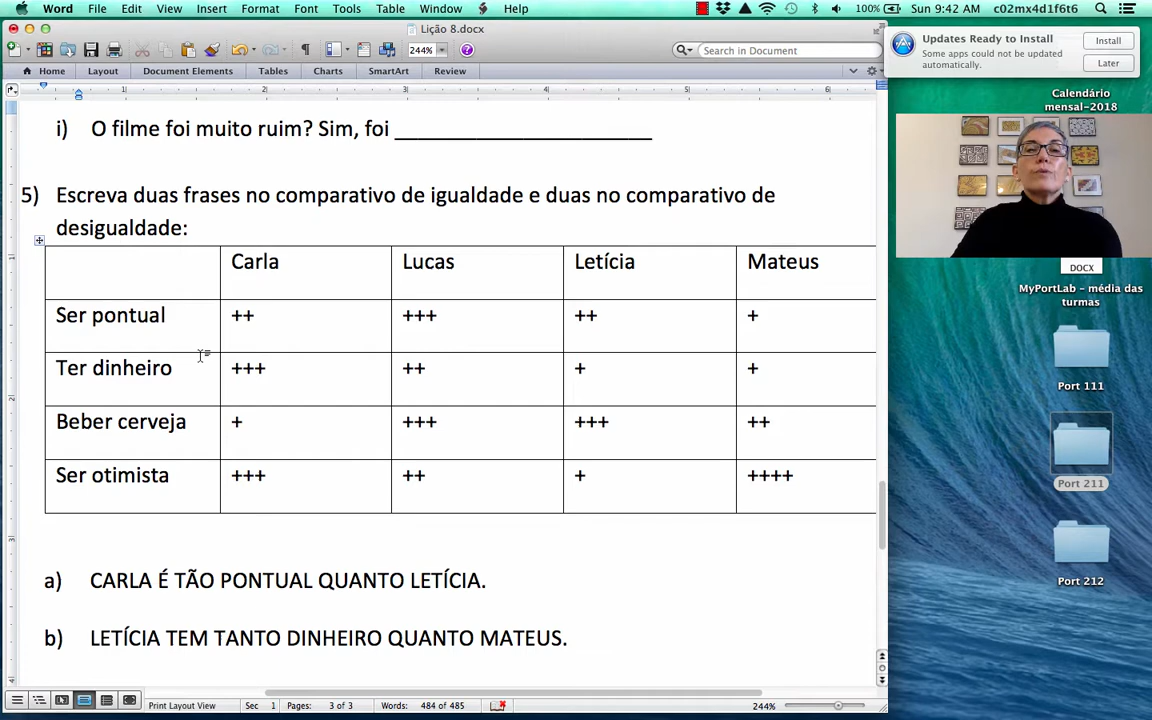 Word File Edit View Insert Format Font Tools Table Window Help 100% Sun 9:42 AM c02mx4d1f6t6
Lição 8.docx
244% Search in Document
Home Layout Document Elements Tables Charts SmartArt Review
Updates Ready to Install
Some apps could not be updated automatically.
Install
Later
Calendário
mensal-2018
i) O filme foi muito ruim? Sim, foi ________________________
5) Escreva duas frases no comparativo de igualdade e duas no comparativo de
desigualdade:
Carla Lucas Letícia Mateus
Ser pontual ++ +++ ++ +
Ter dinheiro +++ ++ + +
Beber cerveja + +++ +++ ++
Ser otimista +++ ++ + ++++
a) CARLA É TÃO PONTUAL QUANTO LETÍCIA.
b) LETÍCIA TEM TANTO DINHEIRO QUANTO MATEUS.
DOCX
MyPortLab - média das
turmas
Port 111
Port 211
Port 212
Print Layout View Sec 1 Pages: 3 of 3 Words: 484 of 485 244%